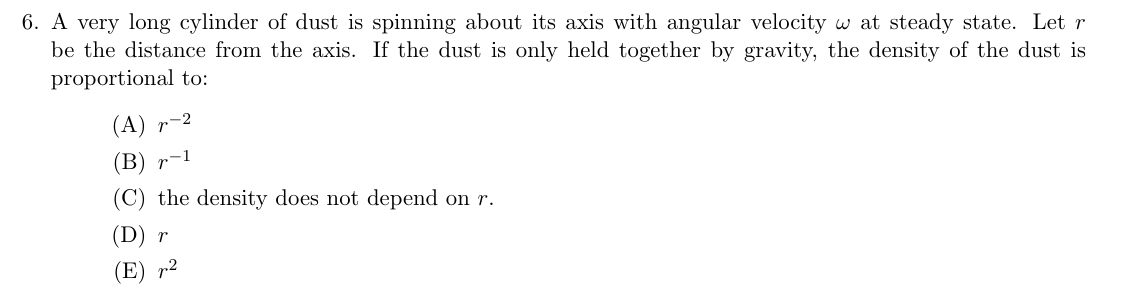 6. A very long cylinder of dust is spinning about its axis with angular velocity ω at steady state. Let r
be the distance from the axis. If the dust is only held together by gravity, the density of the dust is
proportional to:
(A) r⁻²
(B) r⁻¹
(C) the density does not depend on r.
(D) r
(E) r²